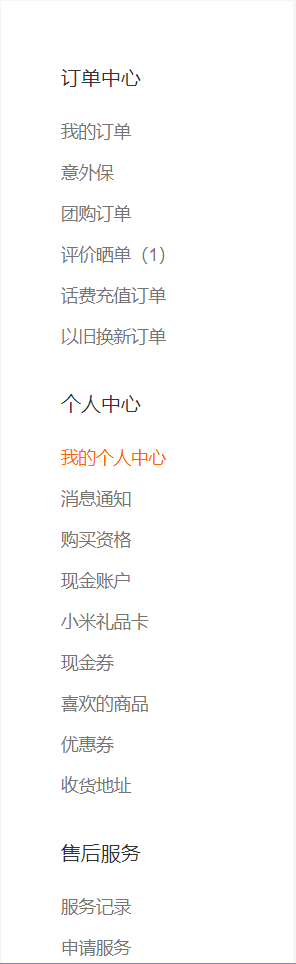 订单中心
我的订单
意外保
团购订单
评价晒单（1）
话费充值订单
以旧换新订单
个人中心
我的个人中心
消息通知
购买资格
现金账户
小米礼品卡
现金券
喜欢的商品
优惠券
收货地址
售后服务
服务记录
申请服务